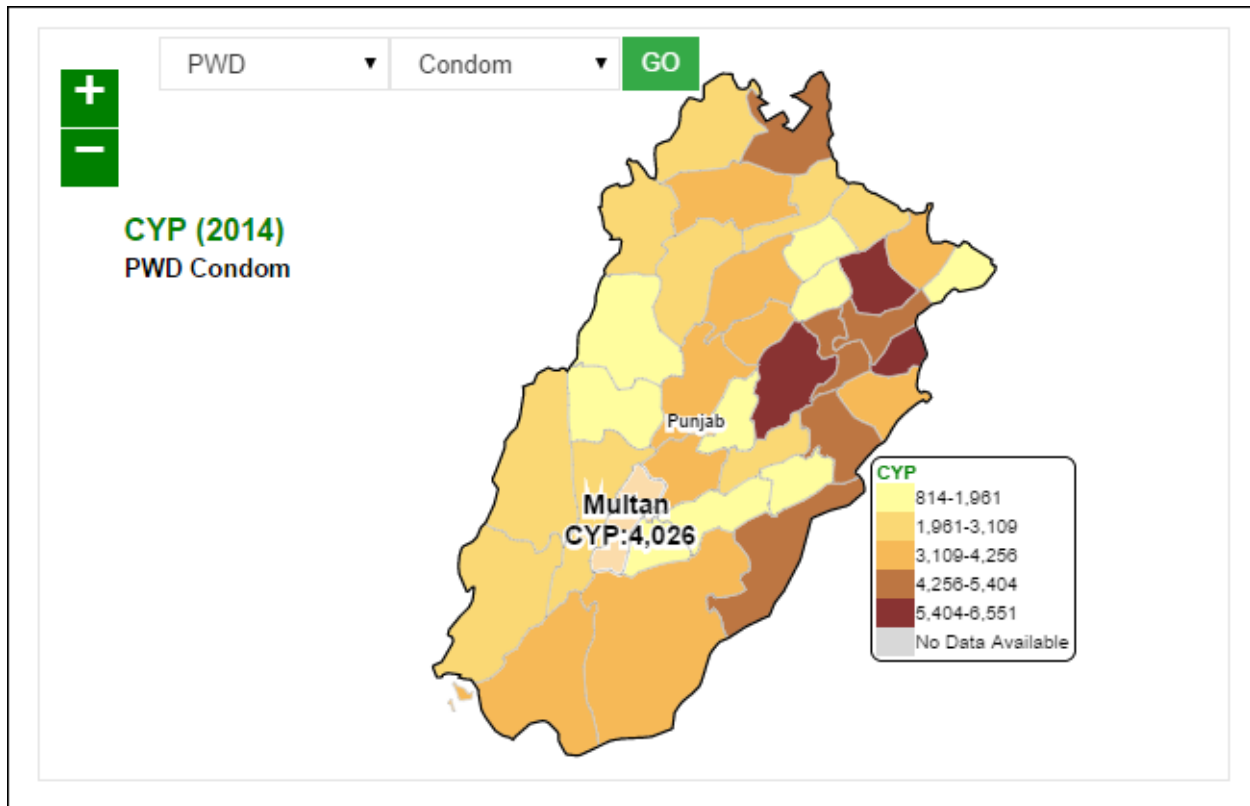 PWD
Condom
GO
+
−
CYP (2014)
PWD Condom
Punjab
Multan
CYP:4,026
CYP
814-1,961
1,961-3,109
3,109-4,256
4,256-5,404
5,404-6,551
No Data Available